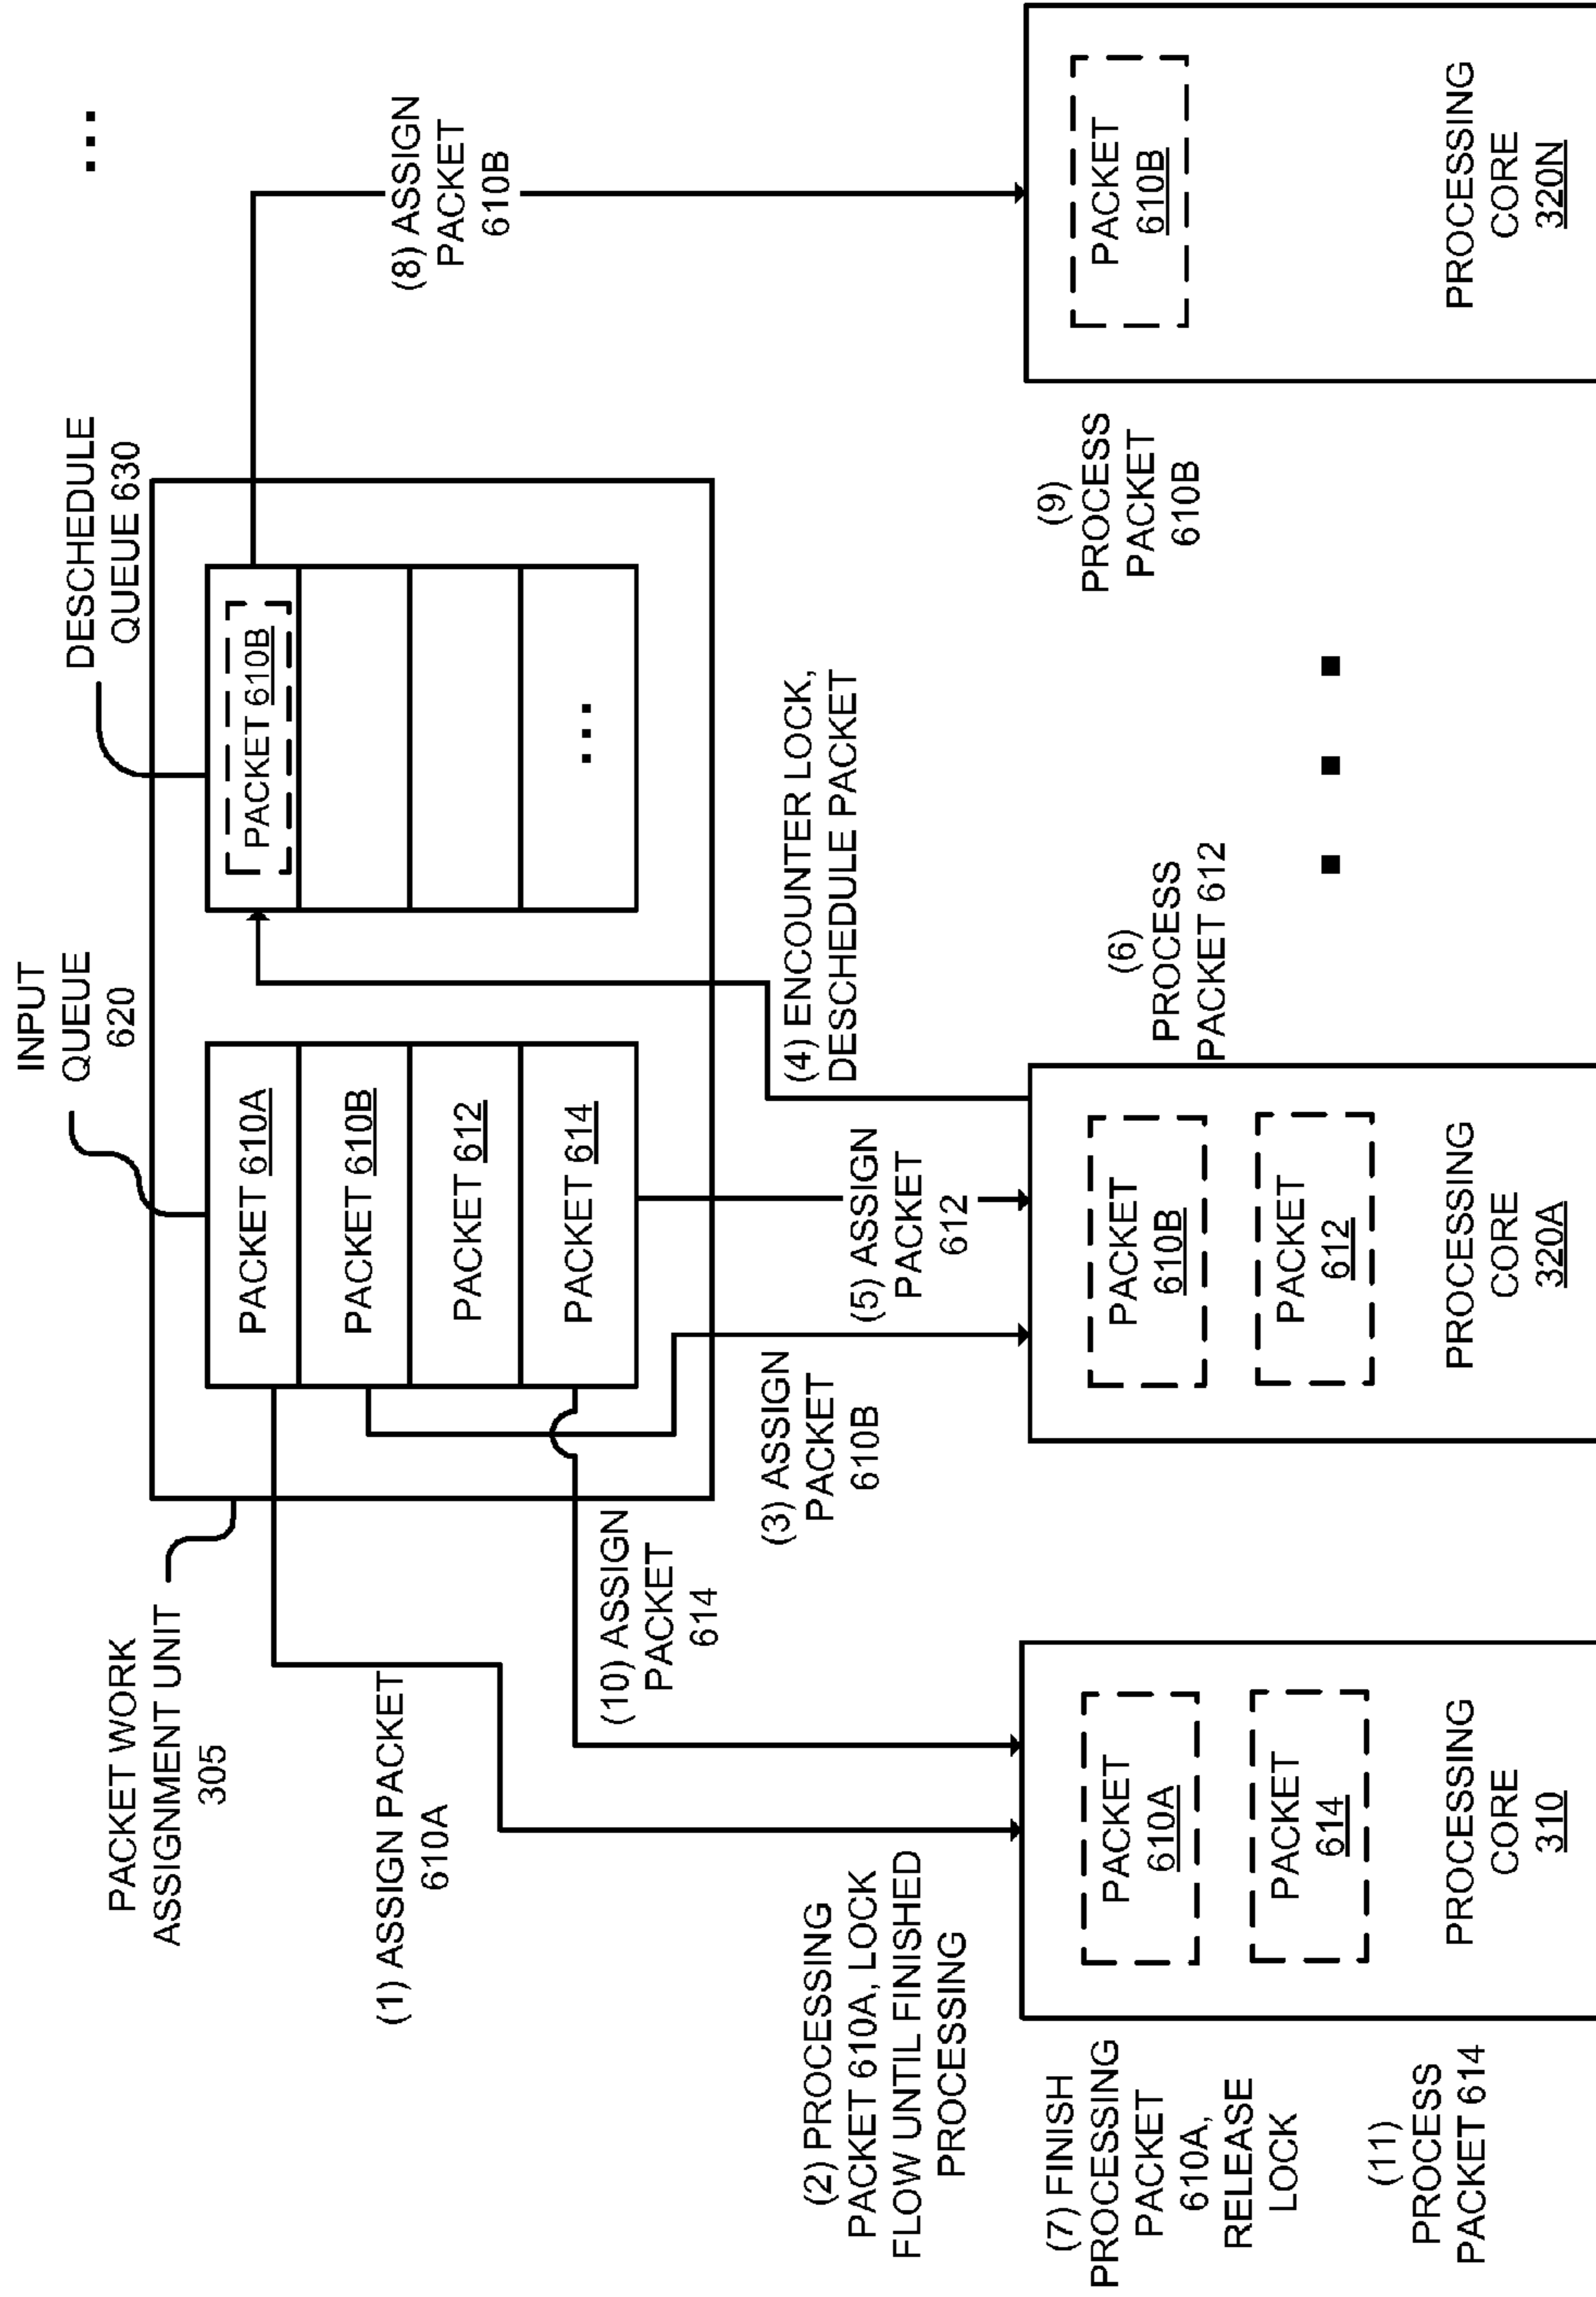 PACKET WORK
ASSIGNMENT UNIT
305
INPUT
QUEUE
620
DESCHEDULE
QUEUE 630
...
PACKET 610A
PACKET 610B
PACKET 612
PACKET 614
PACKET 610B
...
(1) ASSIGN PACKET
610A
(10) ASSIGN
PACKET
614
(3) ASSIGN
PACKET
610B
(5) ASSIGN
PACKET
612
(4) ENCOUNTER LOCK,
DESCHEDULE PACKET
(8) ASSIGN
PACKET
610B
(2) PROCESSING
PACKET 610A, LOCK
FLOW UNTIL FINISHED
PROCESSING
(7) FINISH
PROCESSING
PACKET
610A,
RELEASE
LOCK
(11)
PROCESS
PACKET 614
PACKET
610A
PACKET
614
PROCESSING
CORE
310
PACKET
610B
PACKET
612
PROCESSING
CORE
320A
(6)
PROCESS
PACKET 612
...
(9)
PROCESS
PACKET
610B
PACKET
610B
PROCESSING
CORE
320N